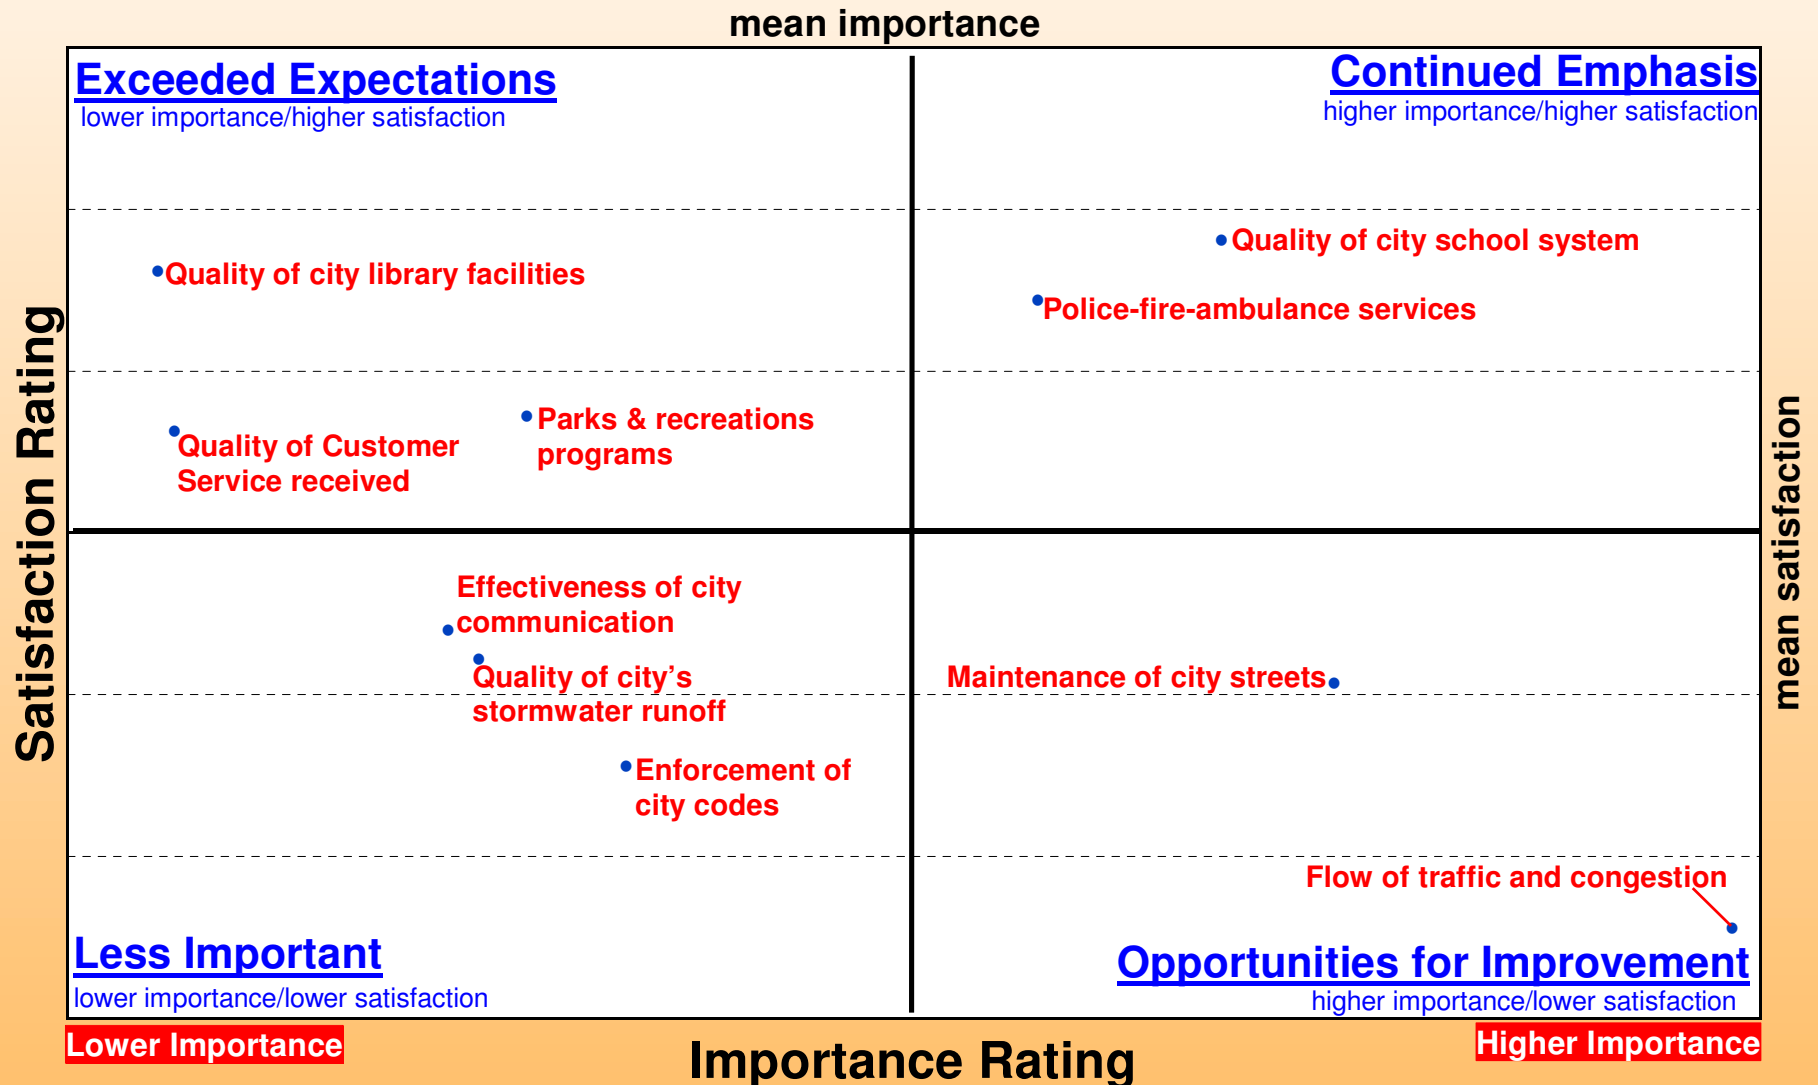 mean importance
Exceeded Expectations
lower importance/higher satisfaction
Continued Emphasis
higher importance/higher satisfaction
Quality of city school system
Quality of city library facilities
Police-fire-ambulance services
Parks & recreations
programs
Quality of Customer
Service received
Satisfaction Rating
mean satisfaction
Effectiveness of city
communication
Quality of city’s
stormwater runoff
Maintenance of city streets
Enforcement of
city codes
Flow of traffic and congestion
Less Important
lower importance/lower satisfaction
Opportunities for Improvement
higher importance/lower satisfaction
Lower Importance
Importance Rating
Higher Importance